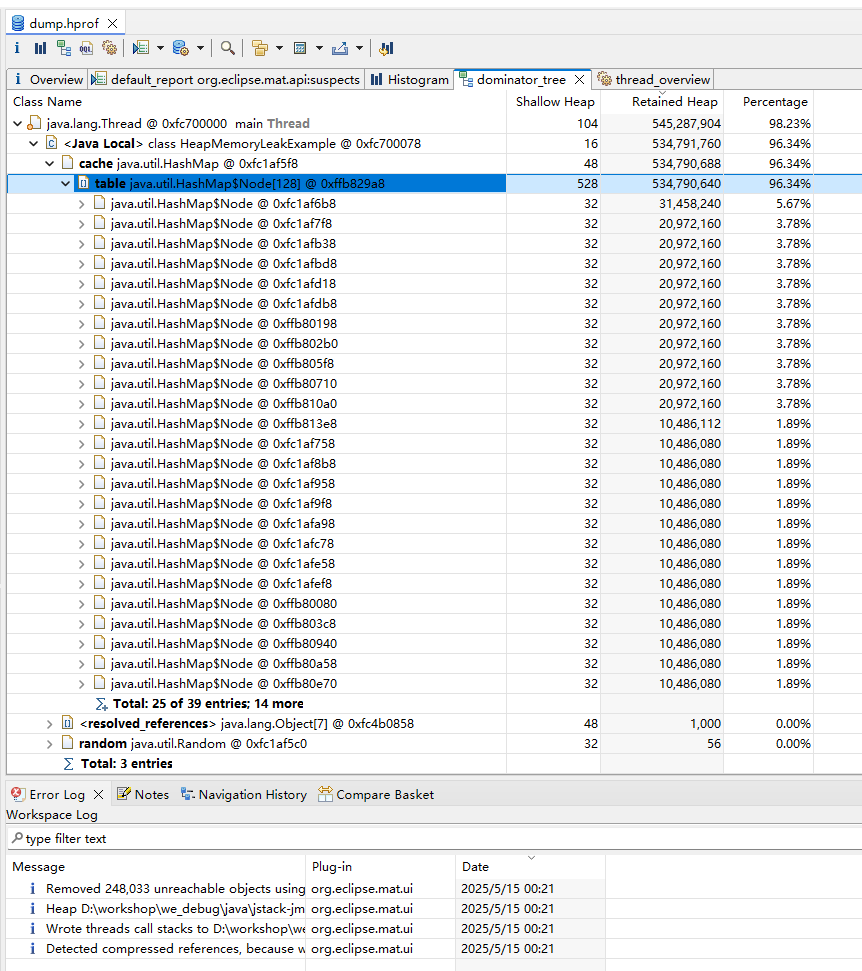 dump.hprof
Overview default_report org.eclipse.mat.api:suspects Histogram dominator_tree thread_overview
Class Name Shallow Heap Retained Heap Percentage
java.lang.Thread @ 0xfc700000 main Thread 104 545,287,904 98.23%
<Java Local> class HeapMemoryLeakExample @ 0xfc700078 16 534,791,760 96.34%
cache java.util.HashMap @ 0xfc1af5f8 48 534,790,688 96.34%
table java.util.HashMap$Node[128] @ 0xffb829a8 528 534,790,640 96.34%
java.util.HashMap$Node @ 0xfc1af6b8 32 31,458,240 5.67%
java.util.HashMap$Node @ 0xfc1af7f8 32 20,972,160 3.78%
java.util.HashMap$Node @ 0xfc1afb38 32 20,972,160 3.78%
java.util.HashMap$Node @ 0xfc1afbd8 32 20,972,160 3.78%
java.util.HashMap$Node @ 0xfc1afd18 32 20,972,160 3.78%
java.util.HashMap$Node @ 0xfc1afdb8 32 20,972,160 3.78%
java.util.HashMap$Node @ 0xffb80198 32 20,972,160 3.78%
java.util.HashMap$Node @ 0xffb802b0 32 20,972,160 3.78%
java.util.HashMap$Node @ 0xffb805f8 32 20,972,160 3.78%
java.util.HashMap$Node @ 0xffb80710 32 20,972,160 3.78%
java.util.HashMap$Node @ 0xffb810a0 32 20,972,160 3.78%
java.util.HashMap$Node @ 0xffb813e8 32 10,486,112 1.89%
java.util.HashMap$Node @ 0xfc1af758 32 10,486,080 1.89%
java.util.HashMap$Node @ 0xfc1af8b8 32 10,486,080 1.89%
java.util.HashMap$Node @ 0xfc1af958 32 10,486,080 1.89%
java.util.HashMap$Node @ 0xfc1af9f8 32 10,486,080 1.89%
java.util.HashMap$Node @ 0xfc1afa98 32 10,486,080 1.89%
java.util.HashMap$Node @ 0xfc1afc78 32 10,486,080 1.89%
java.util.HashMap$Node @ 0xfc1afe58 32 10,486,080 1.89%
java.util.HashMap$Node @ 0xfc1afef8 32 10,486,080 1.89%
java.util.HashMap$Node @ 0xffb80080 32 10,486,080 1.89%
java.util.HashMap$Node @ 0xffb803c8 32 10,486,080 1.89%
java.util.HashMap$Node @ 0xffb80940 32 10,486,080 1.89%
java.util.HashMap$Node @ 0xffb80a58 32 10,486,080 1.89%
java.util.HashMap$Node @ 0xffb80e70 32 10,486,080 1.89%
Total: 25 of 39 entries; 14 more
<resolved_references> java.lang.Object[7] @ 0xfc4b0858 48 1,000 0.00%
random java.util.Random @ 0xfc1af5c0 32 56 0.00%
Total: 3 entries
Error Log Notes Navigation History Compare Basket
Workspace Log
type filter text
Message Plug-in Date
Removed 248,033 unreachable objects using org.eclipse.mat.ui 2025/5/15 00:21
Heap D:\workshop\we_debug\java\jstack-jm org.eclipse.mat.ui 2025/5/15 00:21
Wrote threads call stacks to D:\workshop\we org.eclipse.mat.ui 2025/5/15 00:21
Detected compressed references, because w org.eclipse.mat.ui 2025/5/15 00:21